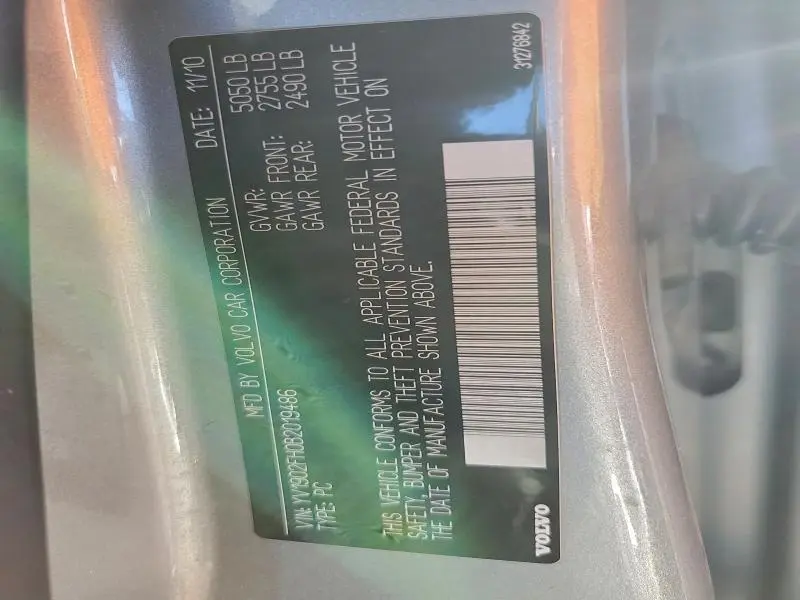 MFD BY VOLVO CAR CORPORATION DATE: 11/10
GVWR: 5050 LB
GAWR FRONT: 2755 LB
GAWR REAR: 2490 LB
VIN: YV1902FH0B2019486
TYPE: PC
THIS VEHICLE CONFORMS TO ALL APPLICABLE FEDERAL MOTOR VEHICLE
SAFETY, BUMPER AND THEFT PREVENTION STANDARDS IN EFFECT ON
THE DATE OF MANUFACTURE SHOWN ABOVE.
VOLVO 31276842